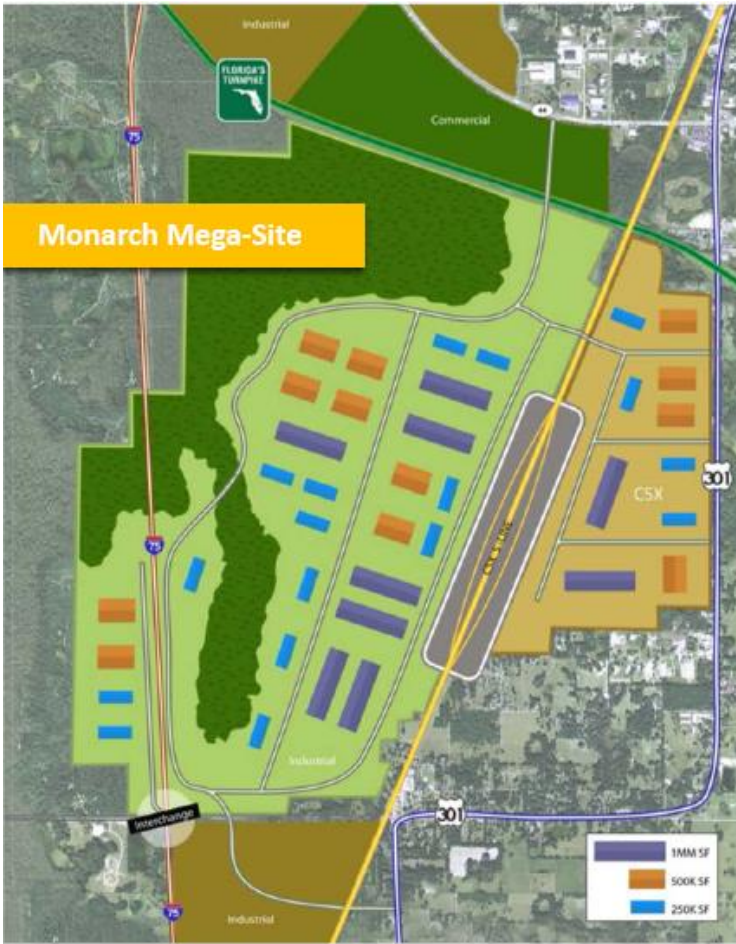 Industrial
FLORIDA'S
TURNPIKE
75
44
Commercial
Monarch Mega-Site
301
CSX
75
Industrial
Interchange
301
1MM SF
500K SF
250K SF
75
Industrial